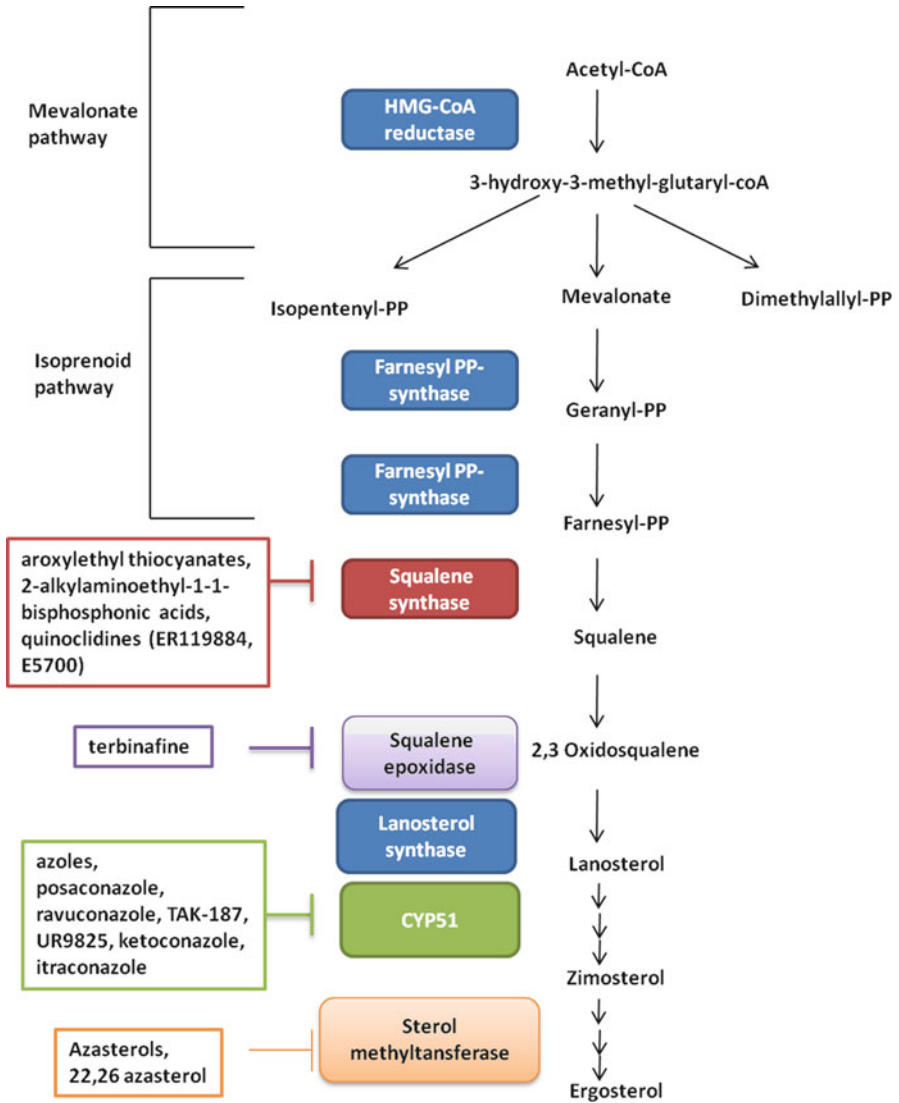 Acetyl-CoA
Mevalonate
pathway
HMG-CoA
reductase
3-hydroxy-3-methyl-glutaryl-coA
Isopentenyl-PP
Mevalonate
Dimethylallyl-PP
Isoprenoid
pathway
Farnesyl PP-
synthase
Geranyl-PP
Farnesyl PP-
synthase
Farnesyl-PP
aroxylethyl thiocyanates,
2-alkylaminoethyl-1-1-
bisphosphonic acids,
quinoclidines (ER119884,
E5700)
Squalene
synthase
Squalene
terbinafine
Squalene
epoxidase
2,3 Oxidosqualene
Lanosterol
synthase
Lanosterol
azoles,
posaconazole,
ravuconazole, TAK-187,
UR9825, ketoconazole,
itraconazole
CYP51
Zimosterol
Azasterols,
22,26 azasterol
Sterol
methyltansferase
Ergosterol